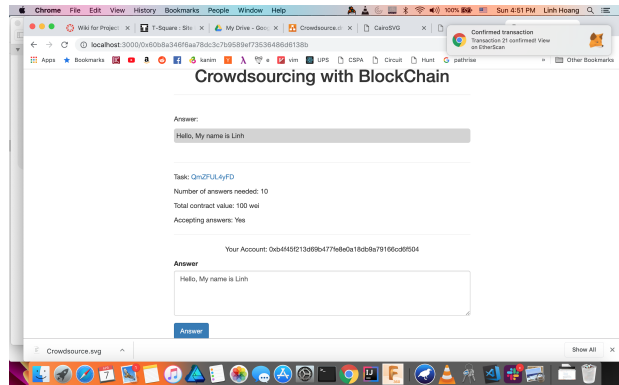 Chrome File Edit View History Bookmarks People Window Help 100% Sun 4:51 PM Linh Hoang
Wiki for Project T-Square : Site My Drive - Goo Crowdsource.s CairoSVG
localhost:3000/0x60b8a346f6as78dc3c7b9589ef73536486d6138b
Confirmed transaction
Transaction 21 confirmed! View
on EtherScan
Apps Bookmarks kanim e vim UPS CSPA Circuit Hunt pathrise » Other Bookmarks
Crowdsourcing with BlockChain
Answer:
Hello, My name is Linh
Task: QmZFUL4yFD
Number of answers needed: 10
Total contract value: 100 wei
Accepting answers: Yes
Your Account: 0xb4f45f213d69b477fe8e0a18db9a79166cd6f504
Answer
Hello, My name is Linh
Answer
Crowdsource.svg
Show All